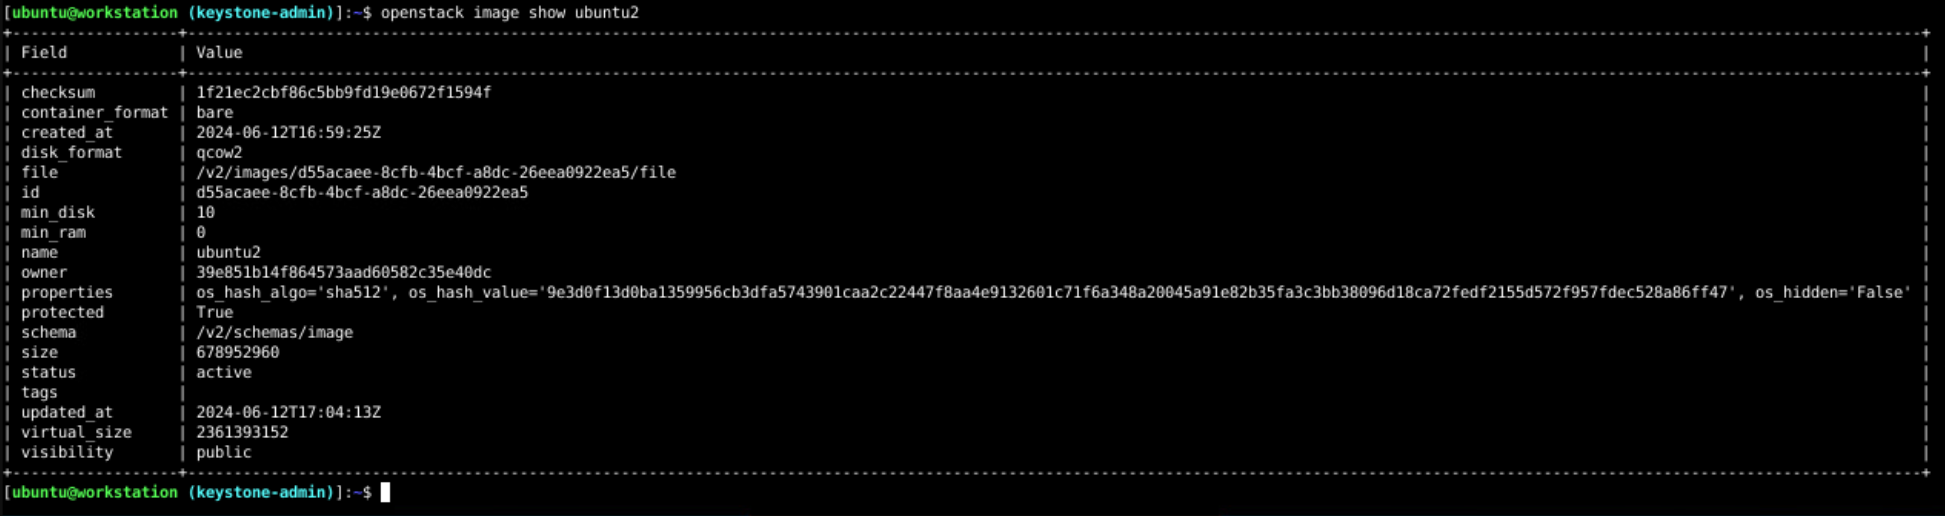 [ubuntu@workstation (keystone-admin)]:~$ openstack image show ubuntu2
| Field | Value |
| checksum | 1f21ec2cbf86c5bb9fd19e0672f1594f |
| container_format | bare |
| created_at | 2024-06-12T16:59:25Z |
| disk_format | qcow2 |
| file | /v2/images/d55acaee-8cfb-4bcf-a8dc-26eea0922ea5/file |
| id | d55acaee-8cfb-4bcf-a8dc-26eea0922ea5 |
| min_disk | 10 |
| min_ram | 0 |
| name | ubuntu2 |
| owner | 39e851b14f864573aad60582c35e40dc |
| properties | os_hash_algo='sha512', os_hash_value='9e3d0f13d0ba1359956cb3dfa5743901caa2c22447f8aa4e9132601c71f6a348a20045a91e82b35fa3c3bb38096d18ca72fedf2155d572f957fdec528a86ff47', os_hidden='False' |
| protected | True |
| schema | /v2/schemas/image |
| size | 678952960 |
| status | active |
| tags | |
| updated_at | 2024-06-12T17:04:13Z |
| virtual_size | 2361393152 |
| visibility | public |
[ubuntu@workstation (keystone-admin)]:~$